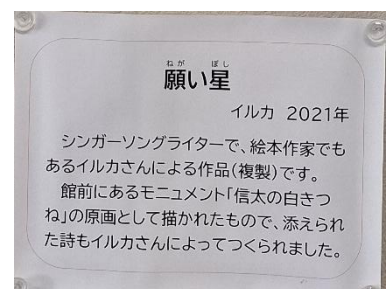 ねが ぼし
願い星
イルカ 2021年
シンガーソングライターで、絵本作家でも
あるイルカさんによる作品(複製)です。
館前にあるモニュメント「信太の白きつ
ね」の原画として描かれたもので、添えられ
た詩もイルカさんによってつくられました。